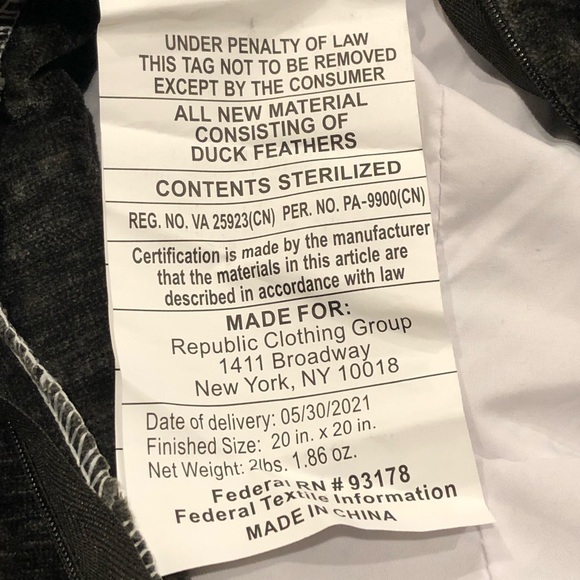 UNDER PENALTY OF LAW
THIS TAG NOT TO BE REMOVED
EXCEPT BY THE CONSUMER
ALL NEW MATERIAL
CONSISTING OF
DUCK FEATHERS
CONTENTS STERILIZED
REG. NO. VA 25923(CN) PER. NO. PA-9900(CN)
Certification is made by the manufacturer
that the materials in this article are
described in accordance with law
MADE FOR:
Republic Clothing Group
1411 Broadway
New York, NY 10018
Date of delivery: 05/30/2021
Finished Size: 20 in. x 20 in.
Net Weight: 2lbs. 1.86 oz.
Federal RN # 93178
Federal Textile Information
MADE IN CHINA